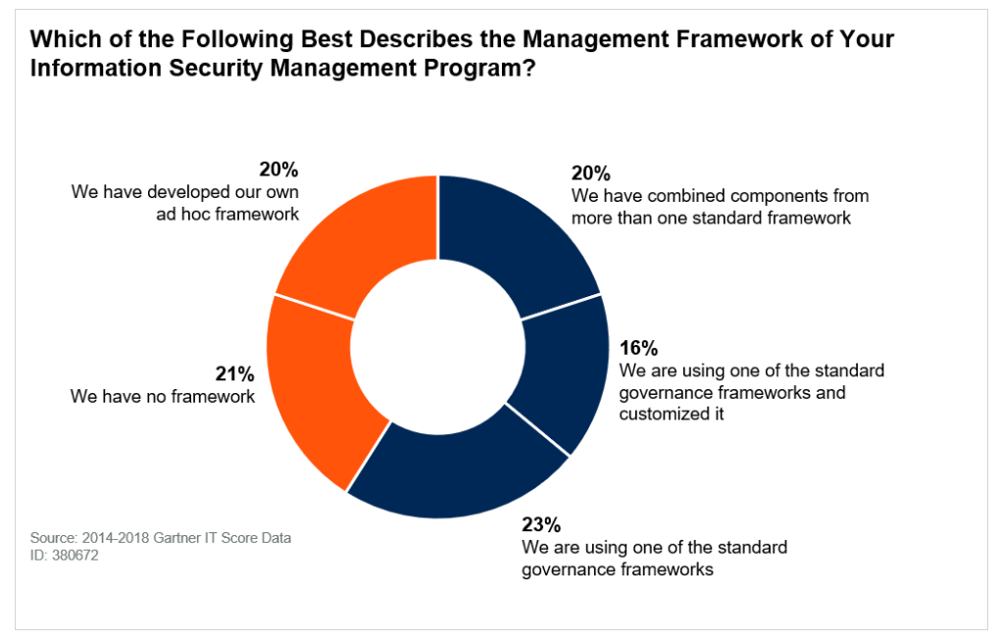 Which of the Following Best Describes the Management Framework of Your
Information Security Management Program?
20%
We have developed our own
ad hoc framework
20%
We have combined components from
more than one standard framework
16%
We are using one of the standard
governance frameworks and
customized it
21%
We have no framework
23%
We are using one of the standard
governance frameworks
Source: 2014-2018 Gartner IT Score Data
ID: 380672